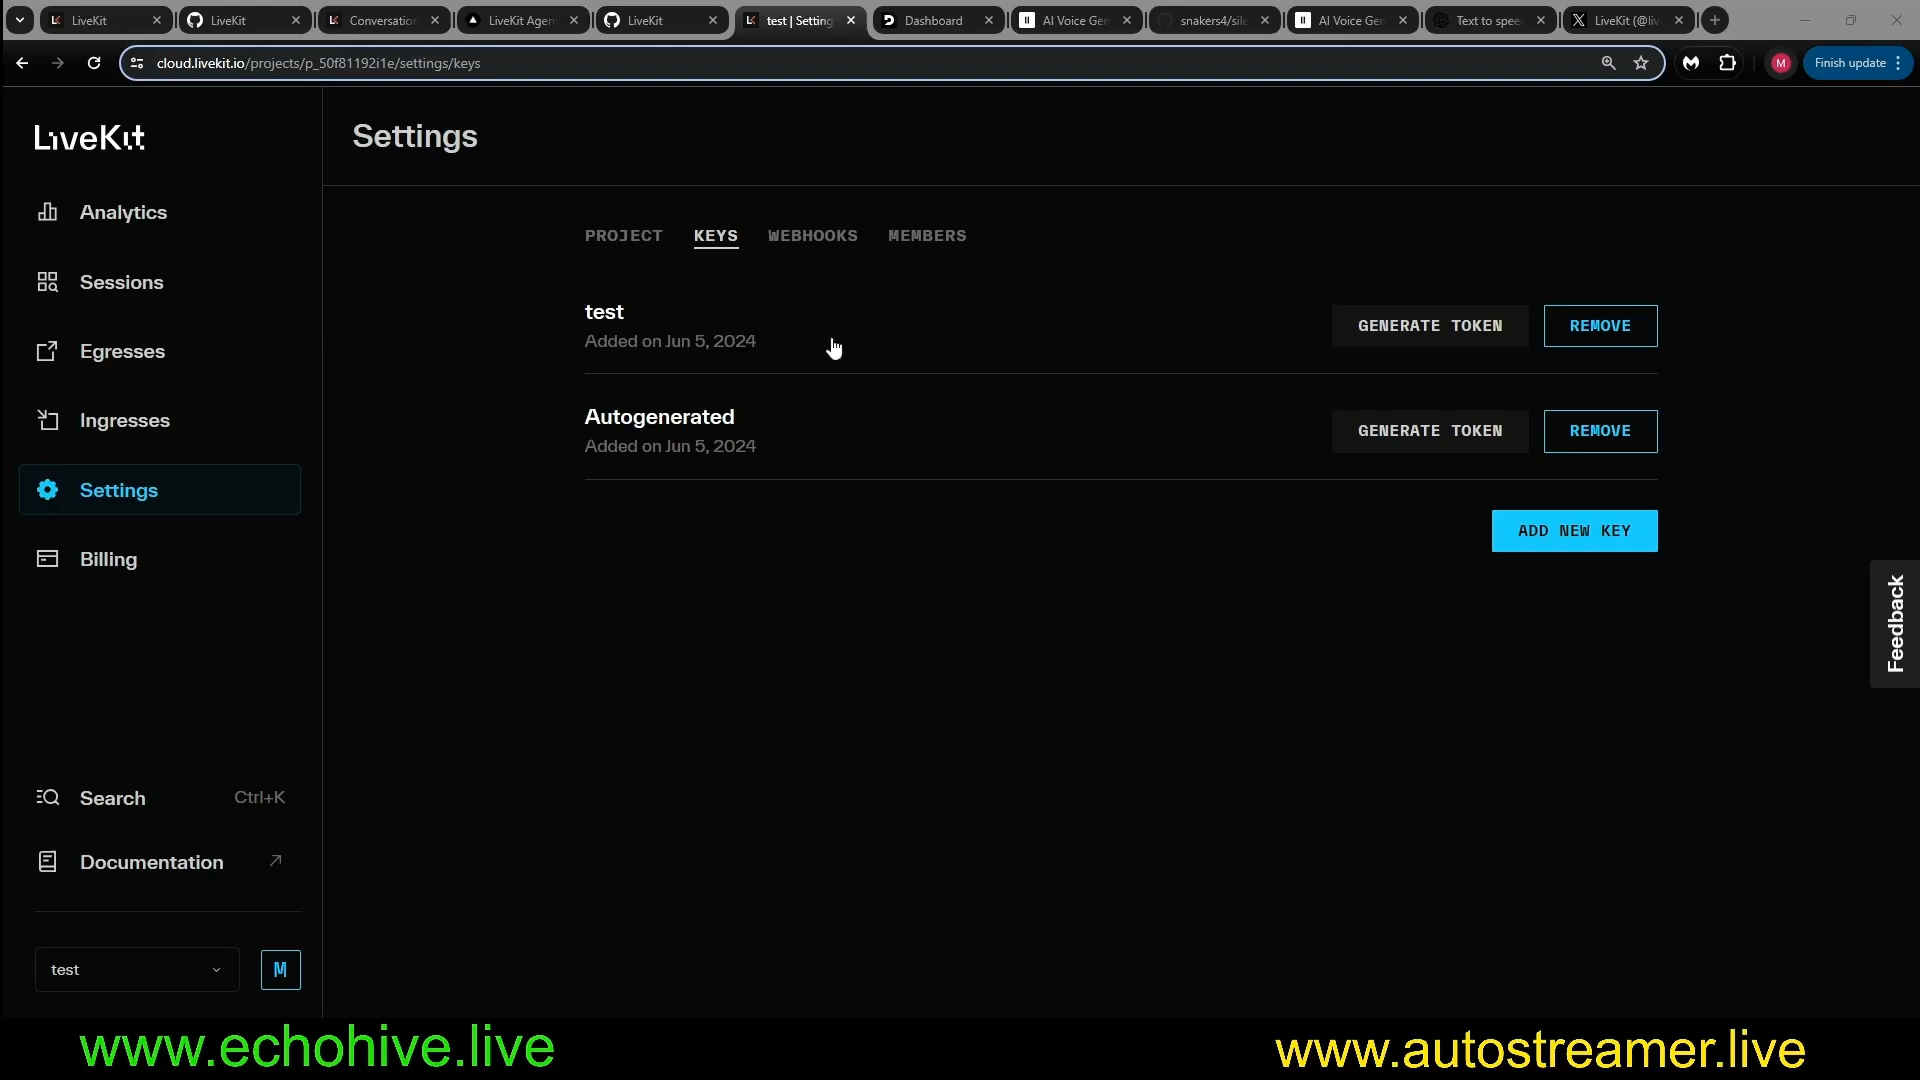 LiveKit
LiveKit
Conversation
LiveKit Agen
LiveKit
test | Setting
Dashboard
AI Voice Gen
snakers4/sile
AI Voice Gen
Text to speec
LiveKit (@liv
cloud.livekit.io/projects/p_50f81192i1e/settings/keys
M
Finish update
LiveKit
Settings
Analytics
Sessions
Egresses
Ingresses
Settings
Billing
PROJECT KEYS WEBHOOKS MEMBERS
test
Added on Jun 5, 2024
GENERATE TOKEN REMOVE
Autogenerated
Added on Jun 5, 2024
GENERATE TOKEN REMOVE
ADD NEW KEY
Feedback
Search Ctrl+K
Documentation
test
M
www.echohive.live
www.autostreamer.live